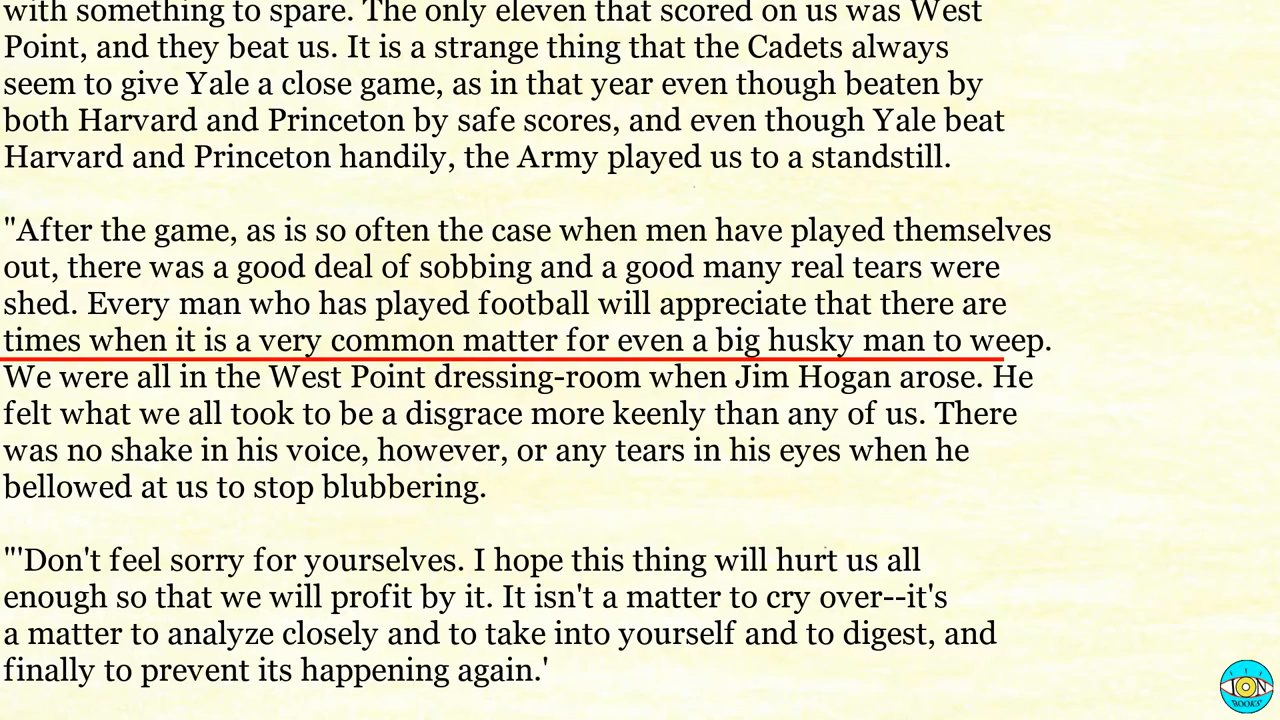 with something to spare. The only eleven that scored on us was West
Point, and they beat us. It is a strange thing that the Cadets always
seem to give Yale a close game, as in that year even though beaten by
both Harvard and Princeton by safe scores, and even though Yale beat
Harvard and Princeton handily, the Army played us to a standstill.
"After the game, as is so often the case when men have played themselves
out, there was a good deal of sobbing and a good many real tears were
shed. Every man who has played football will appreciate that there are
times when it is a very common matter for even a big husky man to weep.
We were all in the West Point dressing-room when Jim Hogan arose. He
felt what we all took to be a disgrace more keenly than any of us. There
was no shake in his voice, however, or any tears in his eyes when he
bellowed at us to stop blubbering.
"'Don't feel sorry for yourselves. I hope this thing will hurt us all
enough so that we will profit by it. It isn't a matter to cry over--it's
a matter to analyze closely and to take into yourself and to digest, and
finally to prevent its happening again.'
ION
BOOKS